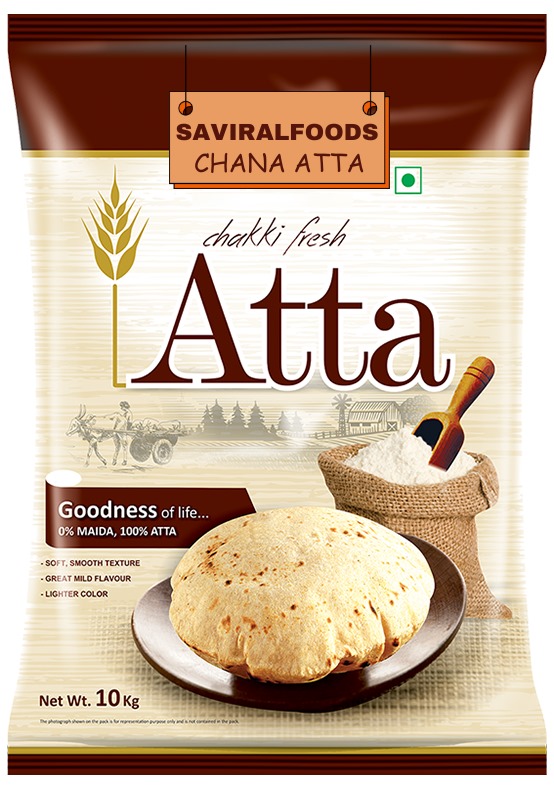 SAVIRALFOODS
CHANA ATTA
chakki fresh
Atta
Goodness of life...
0% MAIDA, 100% ATTA
- SOFT, SMOOTH TEXTURE
- GREAT MILD FLAVOUR
- LIGHTER COLOR
Net Wt. 10 Kg
The photograph shown on the pack is for representation purpose only and is not contained in the pack.